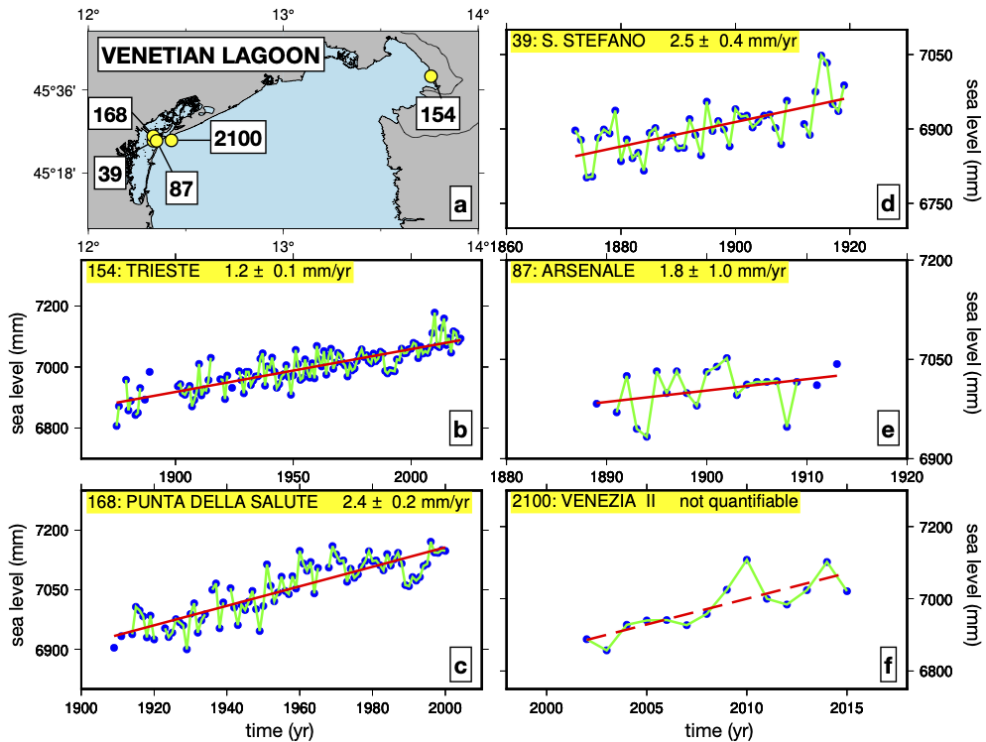 12° 13° 14°
VENETIAN LAGOON
45°36'
168
154
2100
45°18'
39
87
a
12° 13° 14°
39: S. STEFANO 2.5 ± 0.4 mm/yr
7050
6900
6750
sea level (mm)
d
1860 1880 1900 1920
154: TRIESTE 1.2 ± 0.1 mm/yr
7200
7000
6800
sea level (mm)
b
1900 1950 2000
87: ARSENALE 1.8 ± 1.0 mm/yr
7200
7050
6900
sea level (mm)
e
1880 1890 1900 1910 1920
168: PUNTA DELLA SALUTE 2.4 ± 0.2 mm/yr
7200
7050
6900
sea level (mm)
c
1900 1920 1940 1960 1980 2000
time (yr)
2100: VENEZIA II not quantifiable
7200
7000
6800
sea level (mm)
f
2000 2005 2010 2015
time (yr)